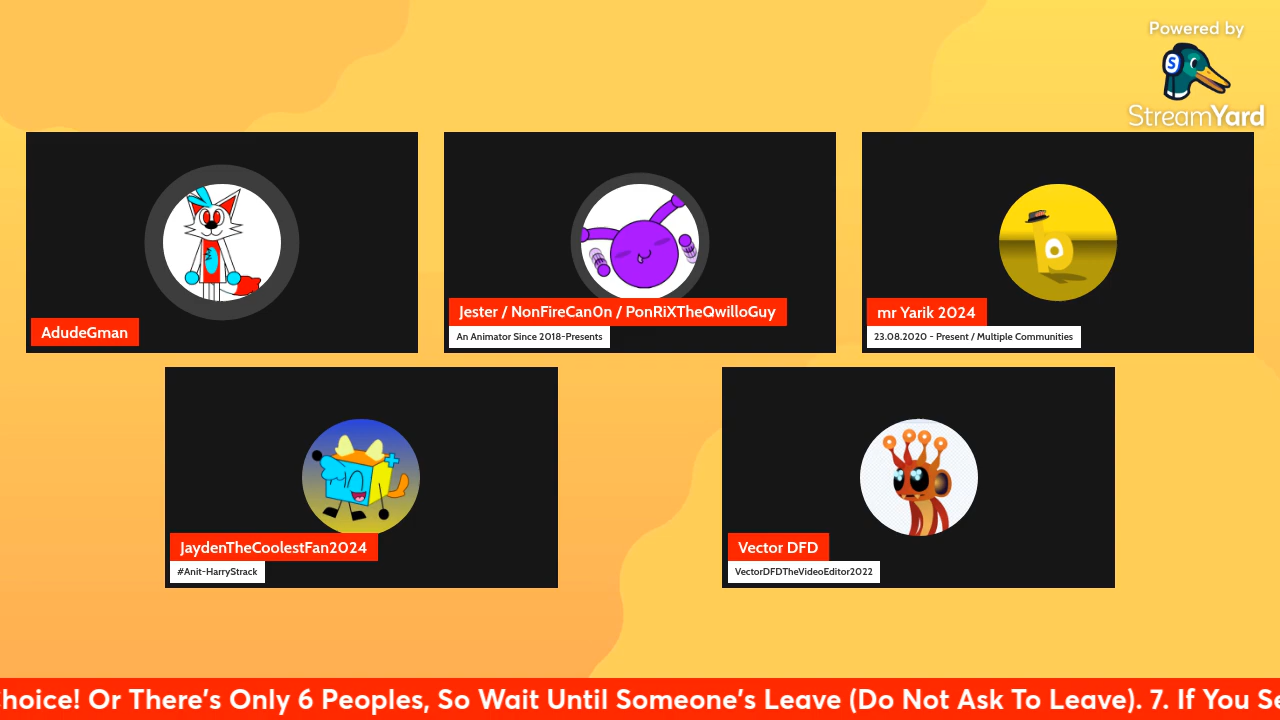 Powered by
StreamYard
AdudeGman
Jester / NonFireCan0n / PonRiXTheQwilloGuy
An Animator Since 2018-Presents
mr Yarik 2024
23.08.2020 - Present / Multiple Communities
JaydenTheCoolestFan2024
#Anit-HarryStrack
Vector DFD
VectorDFDTheVideoEditor2022
hoice! Or There's Only 6 Peoples, So Wait Until Someone's Leave (Do Not Ask To Leave). 7. If You Se